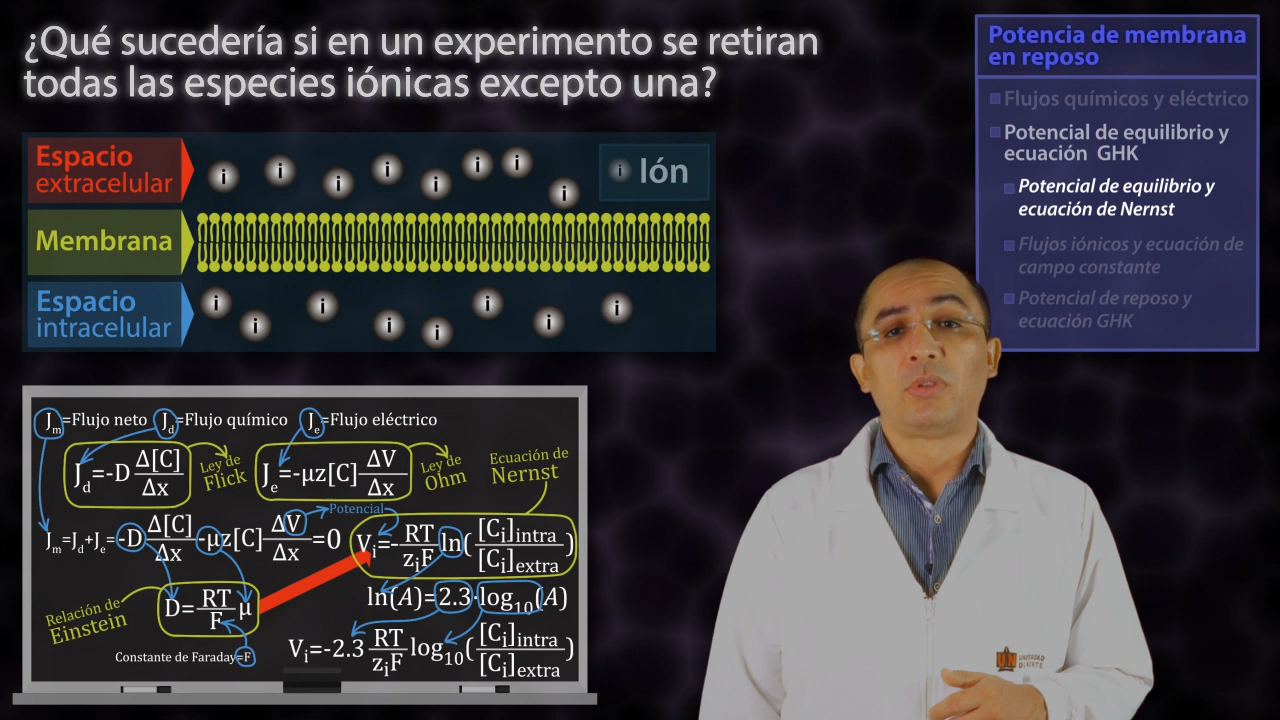 ¿Qué sucedería si en un experimento se retiran
todas las especies iónicas excepto una?
Potencia de membrana
en reposo
Flujos químicos y eléctrico
Potencial de equilibrio y
ecuación GHK
Potencial de equilibrio y
ecuación de Nernst
Flujos iónicos y ecuación de
campo constante
Potencial de reposo y
ecuación GHK
Espacio
extracelular
i i i i i i i i
i Ión
Membrana
Espacio
intracelular
i i i i i i i i
Jm=Flujo neto Jd=Flujo químico Je=Flujo eléctrico
Jd=-D Δ[C]/Δx
Ley de
Flick
Je=-μz[C] ΔV/Δx
Ley de
Ohm
Ecuación de
Nernst
Potencial
Jm=Jd+Je=-D Δ[C]/Δx -μz[C] ΔV/Δx =0
Vi=- RT/ziF ln([Ci]intra/[Ci]extra)
Relación de
Einstein
D= RT/F μ
ln(A)=2.3·log10(A)
Constante de Faraday=F
Vi=-2.3 RT/ziF log10([Ci]intra/[Ci]extra)
UN